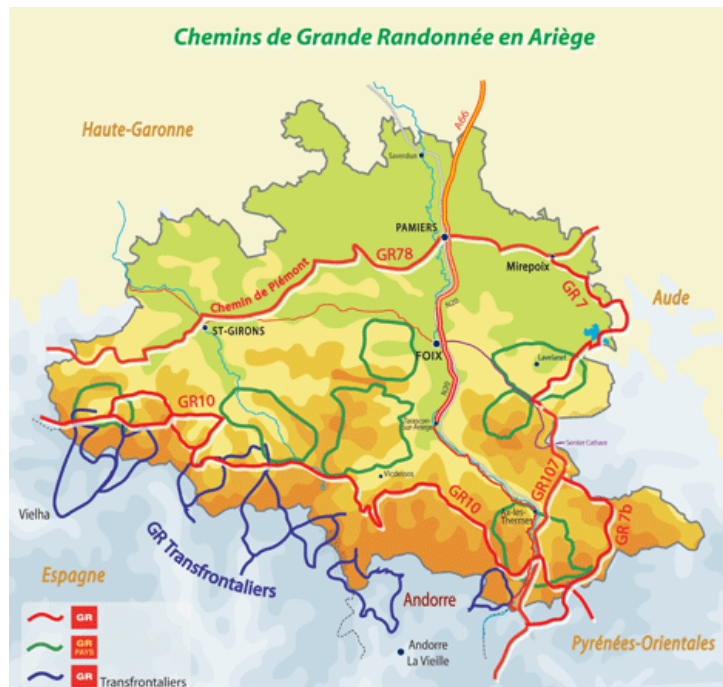 Chemins de Grande Randonnée en Ariège
Haute-Garonne
A66
Saverdun
PAMIERS
GR78
Mirepoix
Chemin de Piémont
GR 7
Aude
N20
ST-GIRONS
FOIX
Lavelanet
N20
GR10
Tarascon-
sur-Ariège
Sentier Cathare
Vicdessos
GR107
GR10
Ax-les-
Thermes
GR 7b
Vielha
GR Transfrontaliers
Espagne
Andorre
Andorre
La Vieille
Pyrénées-Orientales
GR
GR
PAYS
GR
Transfrontaliers